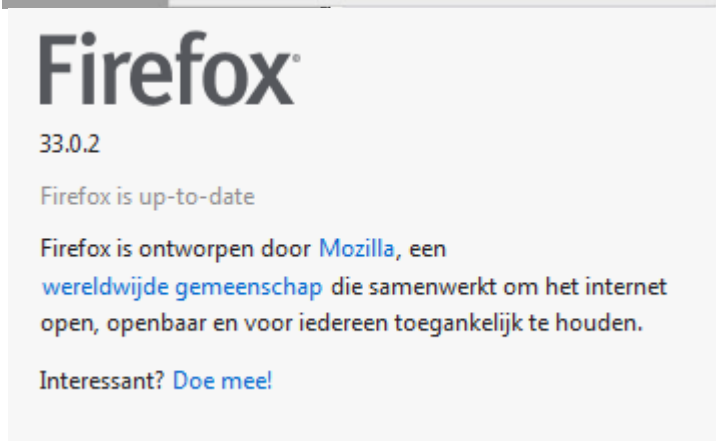 Firefox®
33.0.2
Firefox is up-to-date
Firefox is ontworpen door Mozilla, een
wereldwijde gemeenschap die samenwerkt om het internet
open, openbaar en voor iedereen toegankelijk te houden.
Interessant? Doe mee!